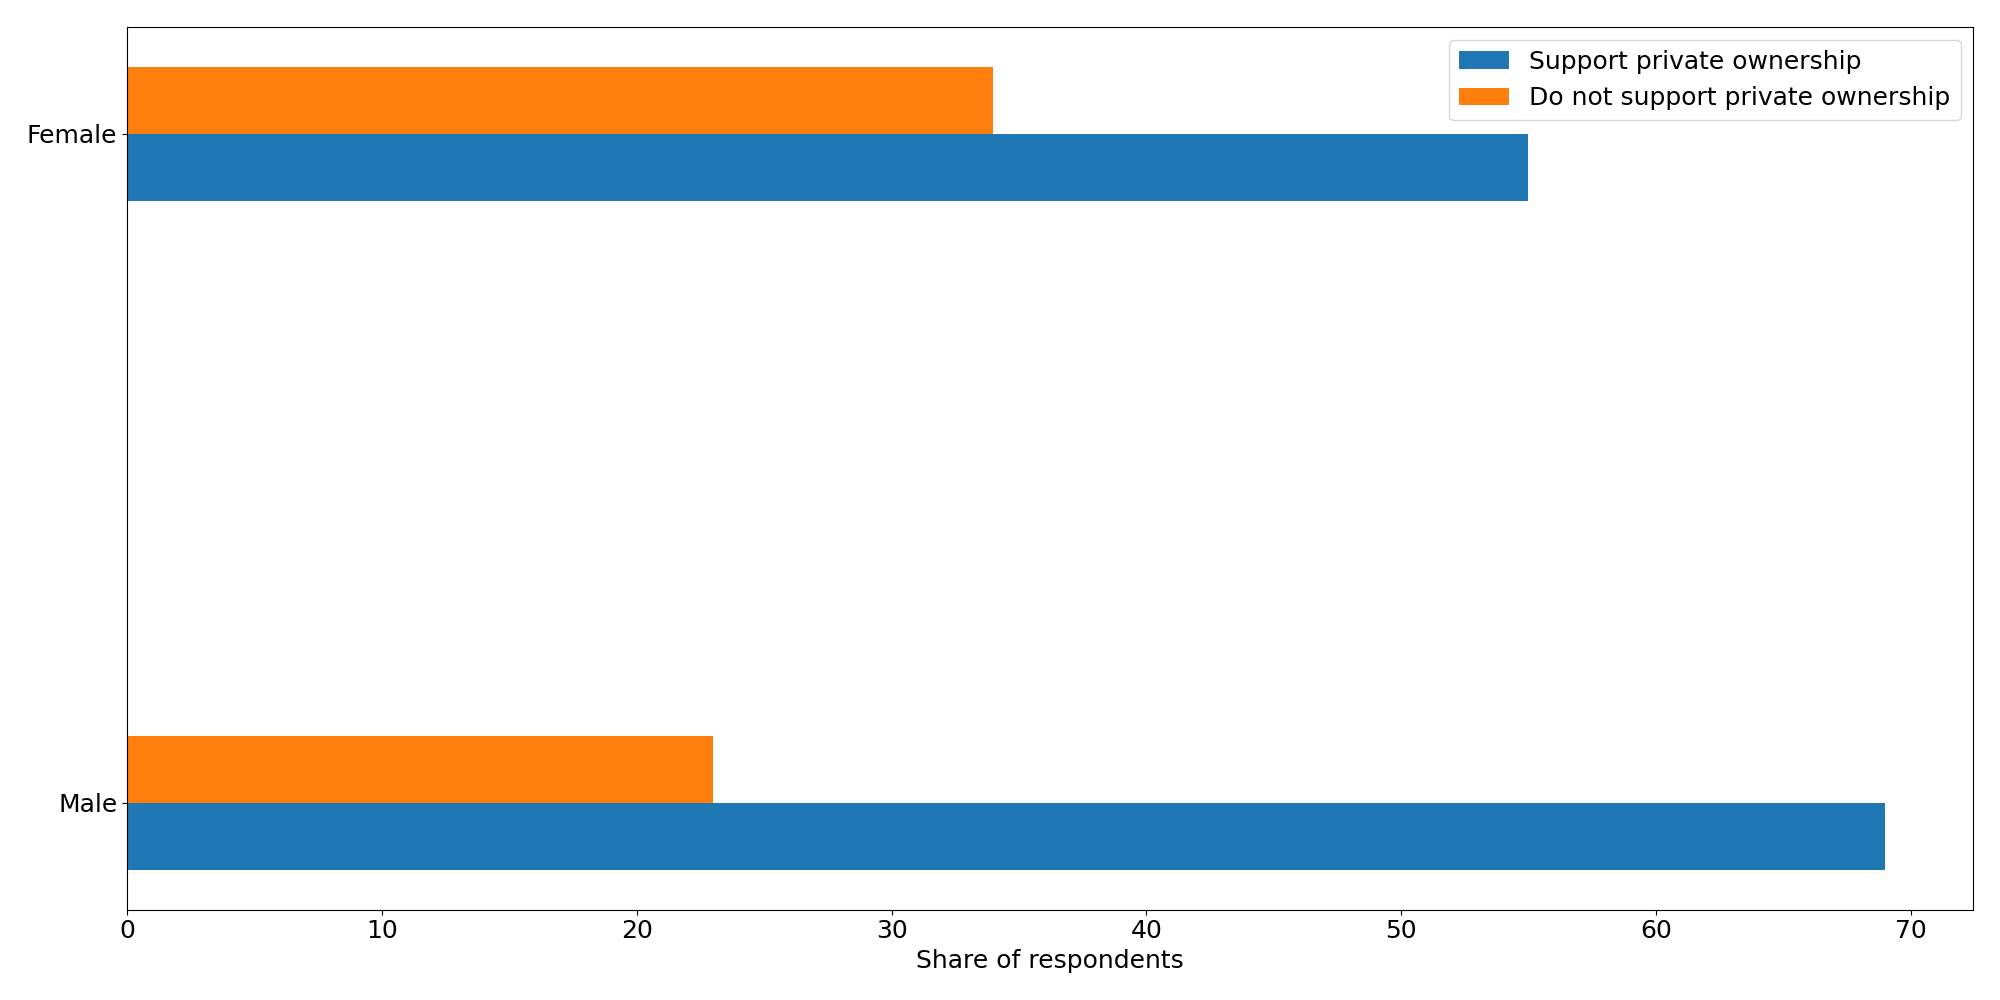 Support private ownership
Do not support private ownership
Female
Male
0 10 20 30 40 50 60 70
Share of respondents